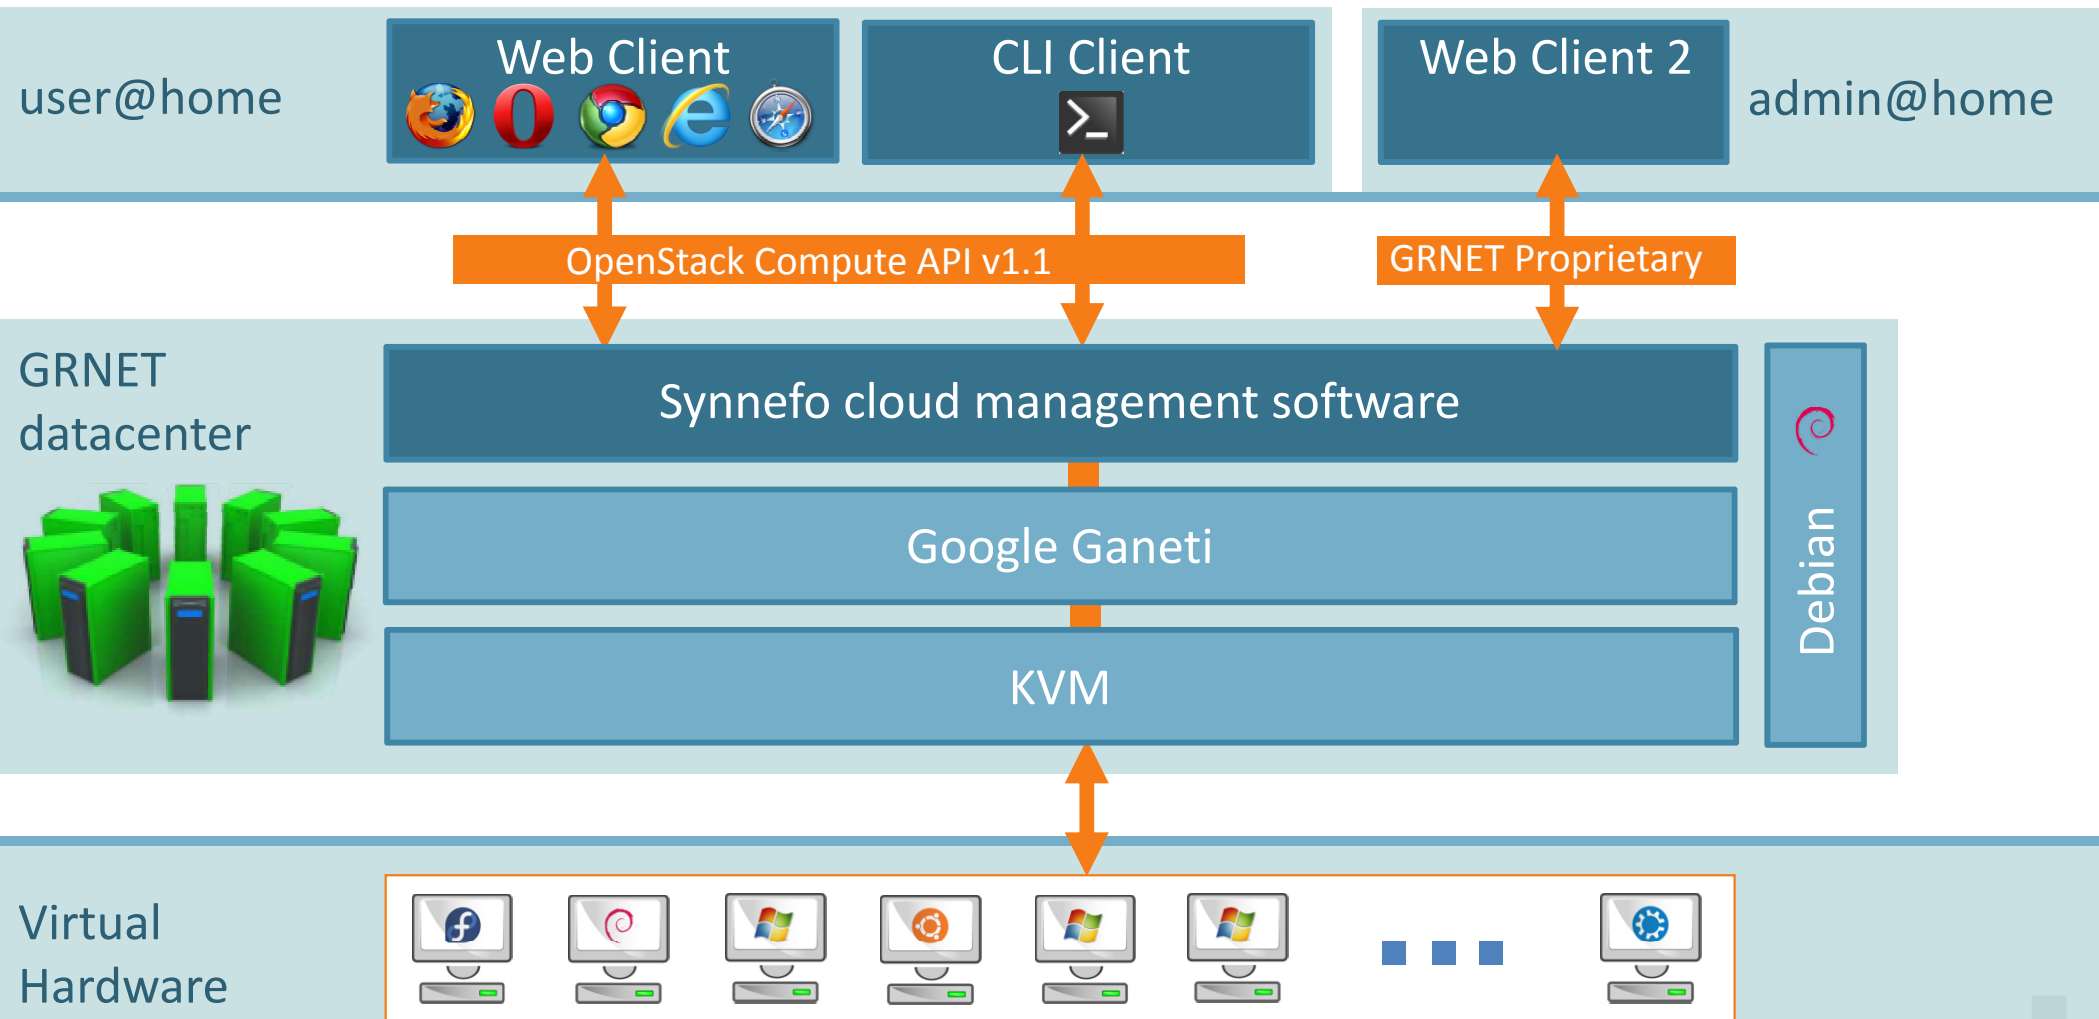 user@home
Web Client
CLI Client
Web Client 2
admin@home
OpenStack Compute API v1.1
GRNET Proprietary
GRNET
datacenter
Synnefo cloud management software
Google Ganeti
KVM
Debian
Virtual
Hardware